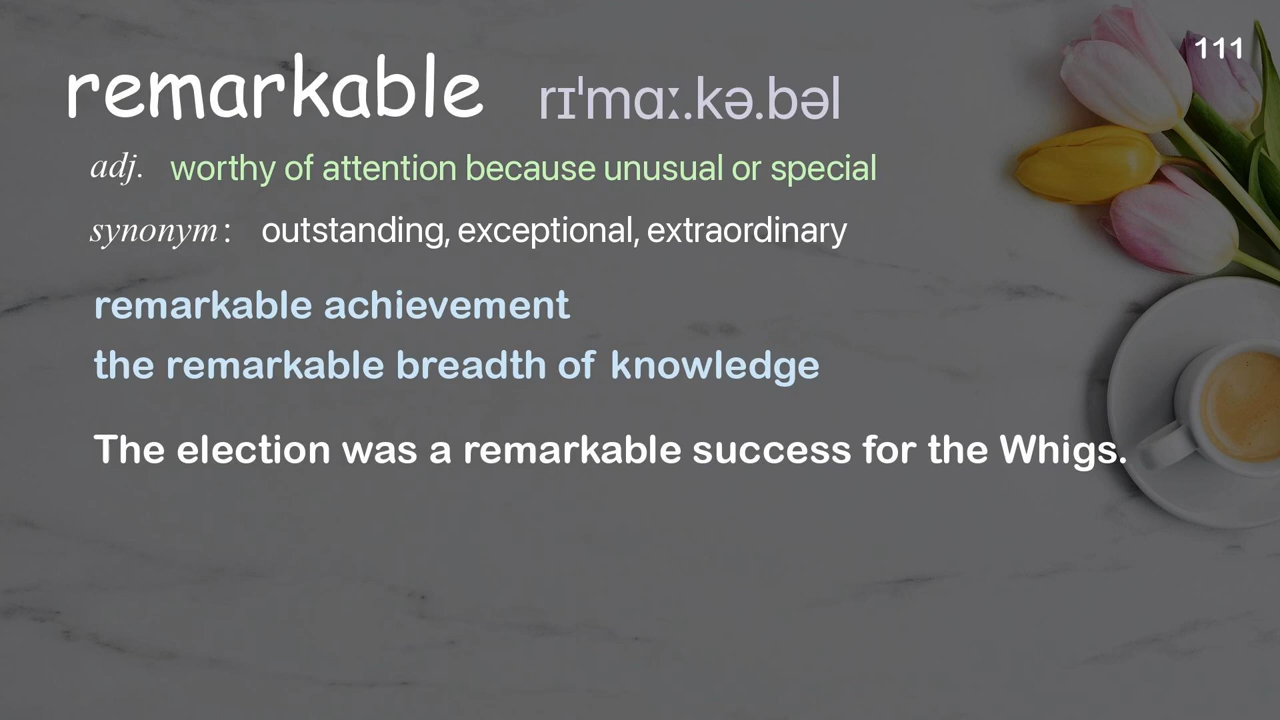 111
remarkable rɪˈmɑː.kə.bəl
adj. worthy of attention because unusual or special
synonym: outstanding, exceptional, extraordinary
remarkable achievement
the remarkable breadth of knowledge
The election was a remarkable success for the Whigs.